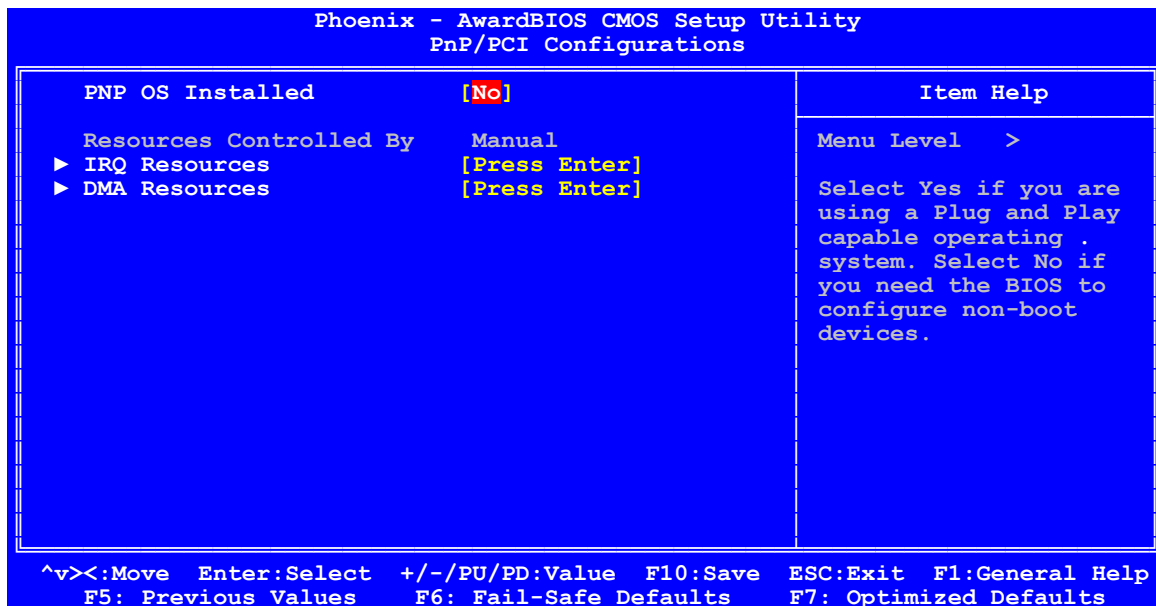 Phoenix - AwardBIOS CMOS Setup Utility
PnP/PCI Configurations
PNP OS Installed [No]
Resources Controlled By Manual
► IRQ Resources [Press Enter]
► DMA Resources [Press Enter]
Item Help
Menu Level >
Select Yes if you are
using a Plug and Play
capable operating .
system. Select No if
you need the BIOS to
configure non-boot
devices.
^v><:Move Enter:Select +/-/PU/PD:Value F10:Save ESC:Exit F1:General Help
F5: Previous Values F6: Fail-Safe Defaults F7: Optimized Defaults